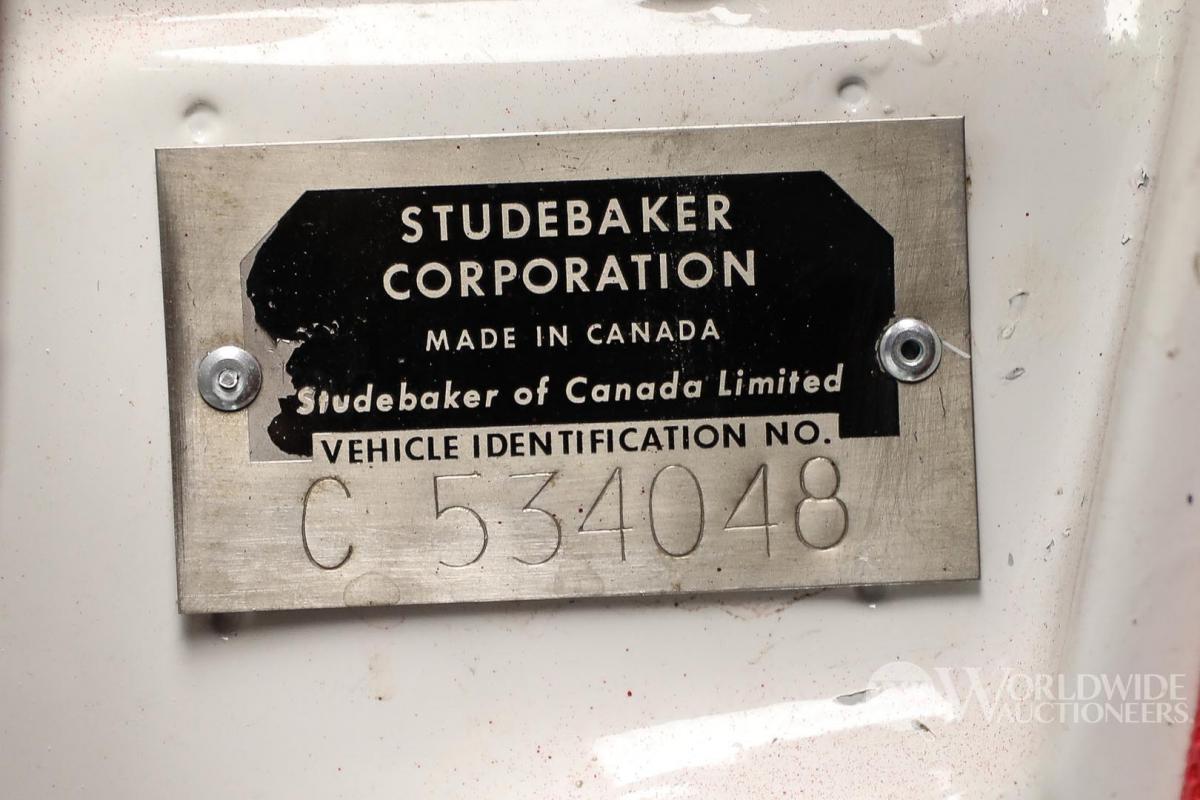 STUDEBAKER
CORPORATION
MADE IN CANADA
Studebaker of Canada Limited
VEHICLE IDENTIFICATION NO.
C 534048
WORLDWIDE
AUCTIONEERS